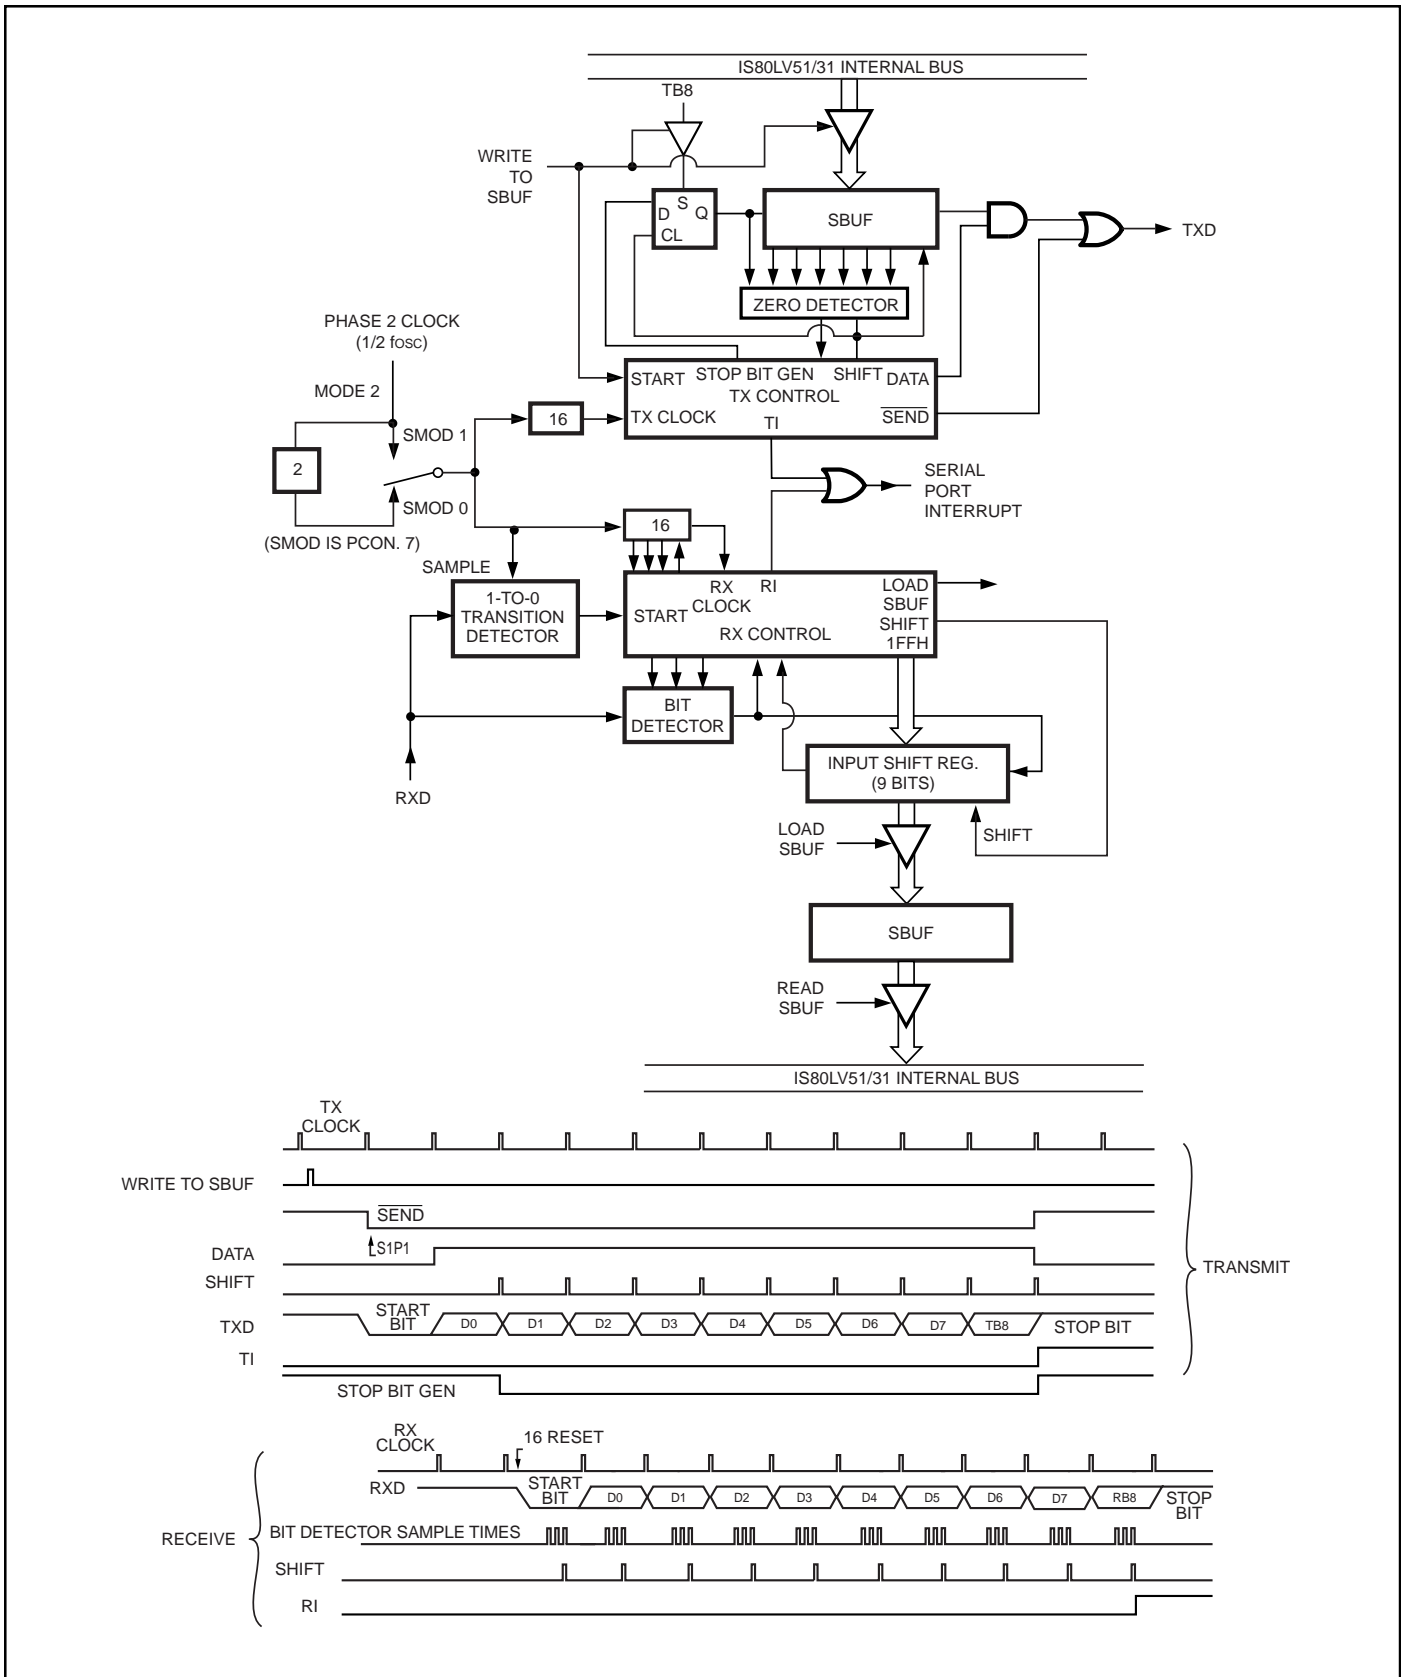 IS80LV51/31 INTERNAL BUS
TB8
WRITE
TO
SBUF
D
S
Q
CL
SBUF
TXD
ZERO DETECTOR
PHASE 2 CLOCK
(1/2 fOSC)
MODE 2
START
STOP BIT GEN
SHIFT
DATA
TX CONTROL
16
TX CLOCK
TI
SEND
SMOD 1
2
SMOD 0
(SMOD IS PCON. 7)
SERIAL
PORT
INTERRUPT
16
SAMPLE
1-TO-0
TRANSITION
DETECTOR
START
RX
CLOCK
RI
RX CONTROL
LOAD
SBUF
SHIFT
1FFH
BIT
DETECTOR
RXD
INPUT SHIFT REG.
(9 BITS)
LOAD
SBUF
SHIFT
SBUF
READ
SBUF
IS80LV51/31 INTERNAL BUS
TX
CLOCK
WRITE TO SBUF
SEND
S1P1
DATA
SHIFT
TXD
START
BIT
D0
D1
D2
D3
D4
D5
D6
D7
TB8
STOP BIT
TI
STOP BIT GEN
TRANSMIT
RX
CLOCK
16 RESET
RXD
START
BIT
D0
D1
D2
D3
D4
D5
D6
D7
RB8
STOP
BIT
RECEIVE
BIT DETECTOR SAMPLE TIMES
SHIFT
RI